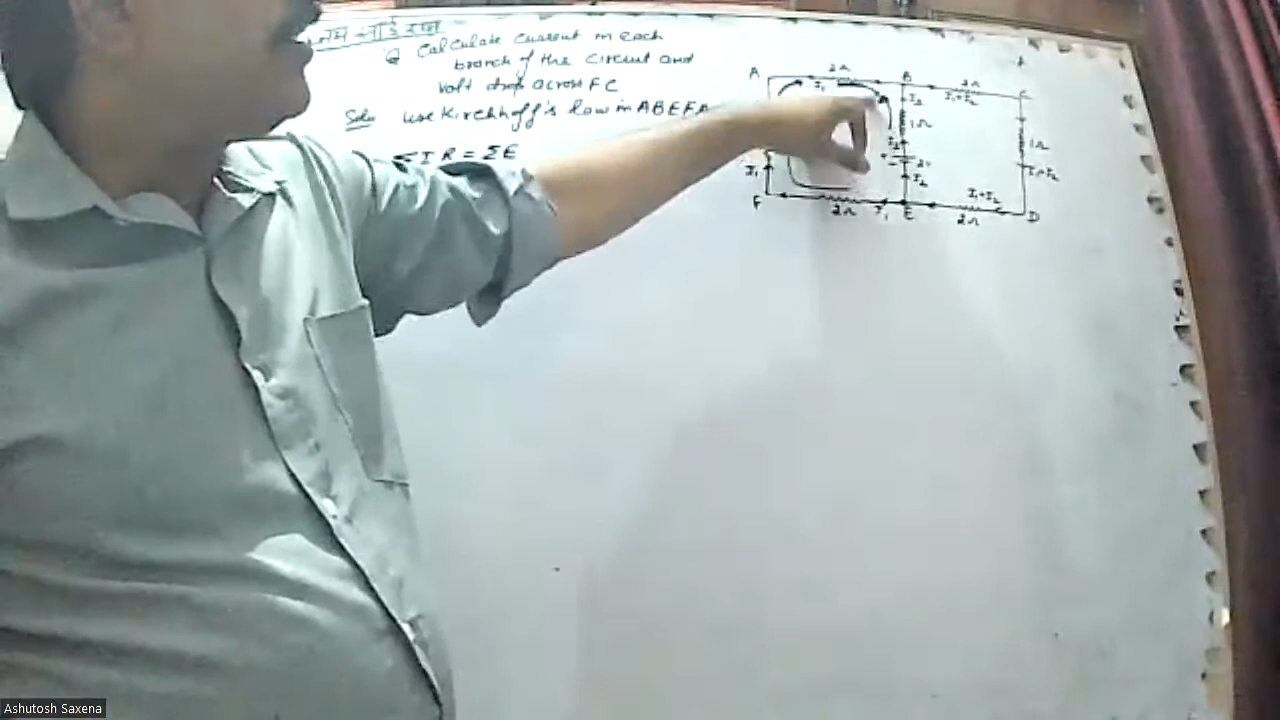 Q Calculate current in each
branch of the circuit and
Volt drop across FC
Soln use Kirchhoff's law in ABEFA
ΣIR = ΣE
A 2Ω B 2Ω C
I1 I1+I2
I2
1Ω 1Ω
I2
I1 2V I1+I2
I2
I1+I2
F 2Ω I1 E 2Ω D
Ashutosh Saxena